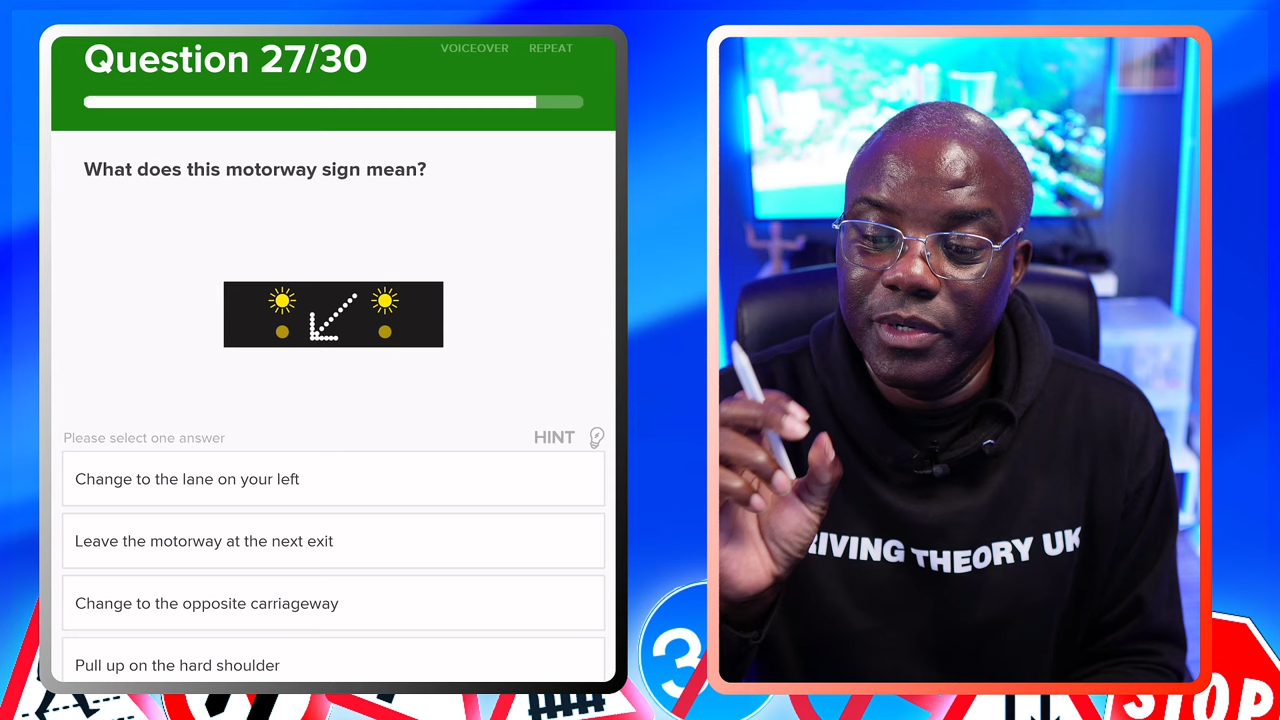 Question 27/30
VOICEOVER REPEAT
What does this motorway sign mean?
Please select one answer
HINT
Change to the lane on your left
Leave the motorway at the next exit
Change to the opposite carriageway
Pull up on the hard shoulder
RIVING THEORY UK
3
STOP